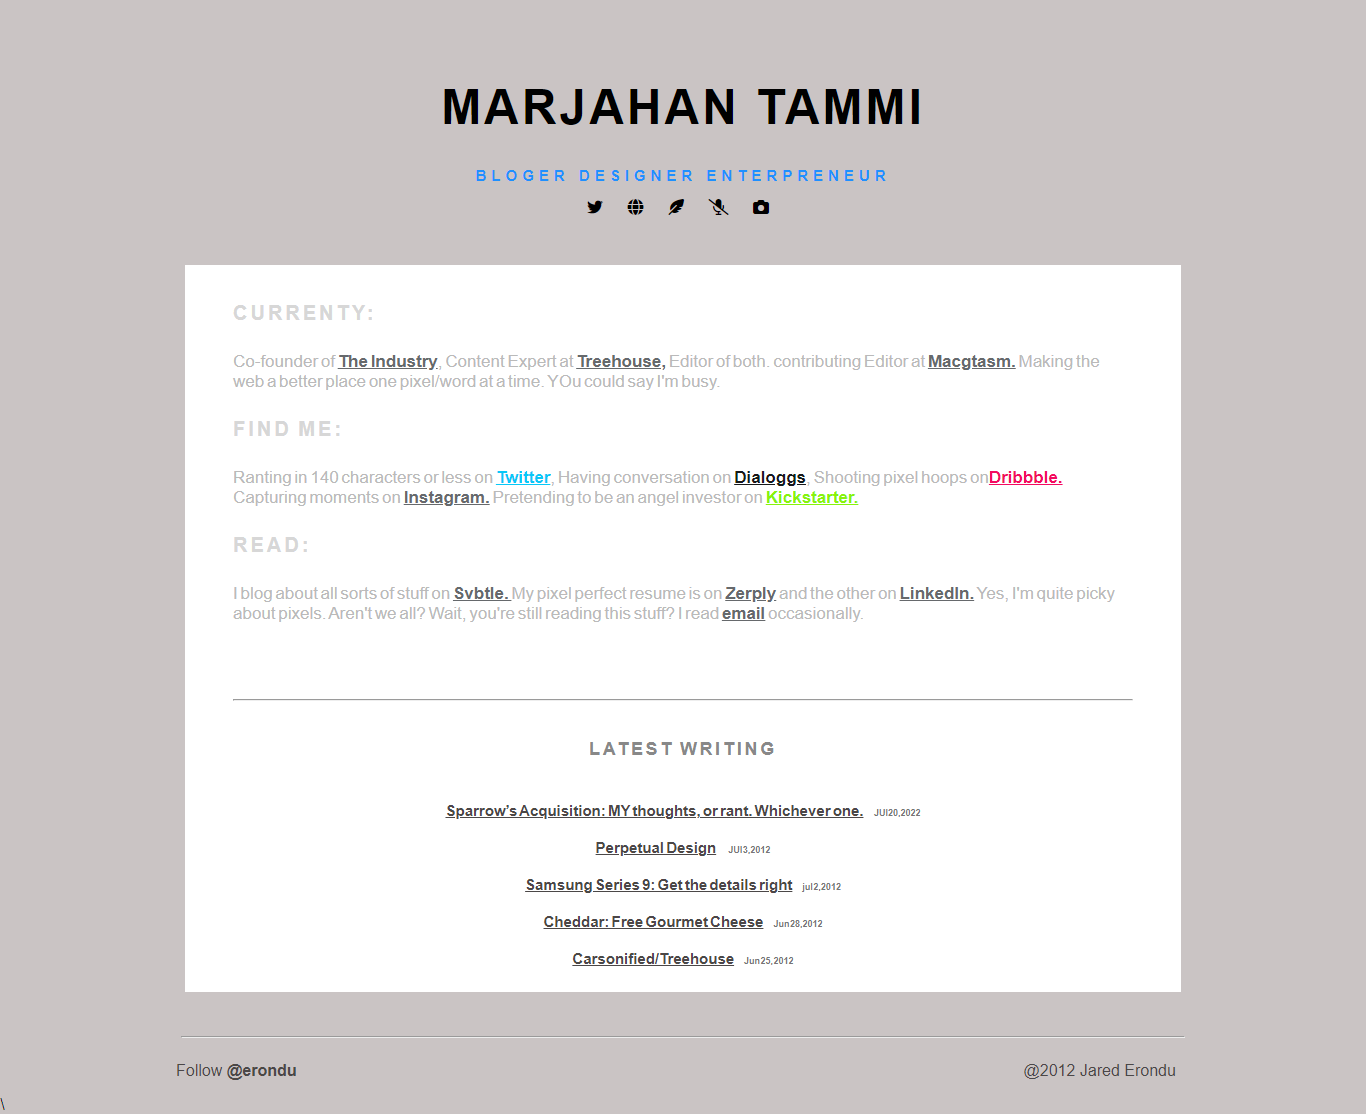 MARJAHAN TAMMI
BLOGER DESIGNER ENTERPRENEUR
CURRENTY:
Co-founder of The Industry, Content Expert at Treehouse, Editor of both. contributing Editor at Macgtasm. Making the
web a better place one pixel/word at a time. YOu could say I'm busy.
FIND ME:
Ranting in 140 characters or less on Twitter, Having conversation on Dialoggs, Shooting pixel hoops onDribbble.
Capturing moments on Instagram. Pretending to be an angel investor on Kickstarter.
READ:
I blog about all sorts of stuff on Svbtle. My pixel perfect resume is on Zerply and the other on LinkedIn. Yes, I'm quite picky
about pixels. Aren't we all? Wait, you're still reading this stuff? I read email occasionally.
LATEST WRITING
Sparrow’s Acquisition: MY thoughts, or rant. Whichever one. JUl20,2022
Perpetual Design JUl3,2012
Samsung Series 9: Get the details right jul2,2012
Cheddar: Free Gourmet Cheese Jun28,2012
Carsonified/Treehouse Jun25,2012
Follow @erondu @2012 Jared Erondu
\